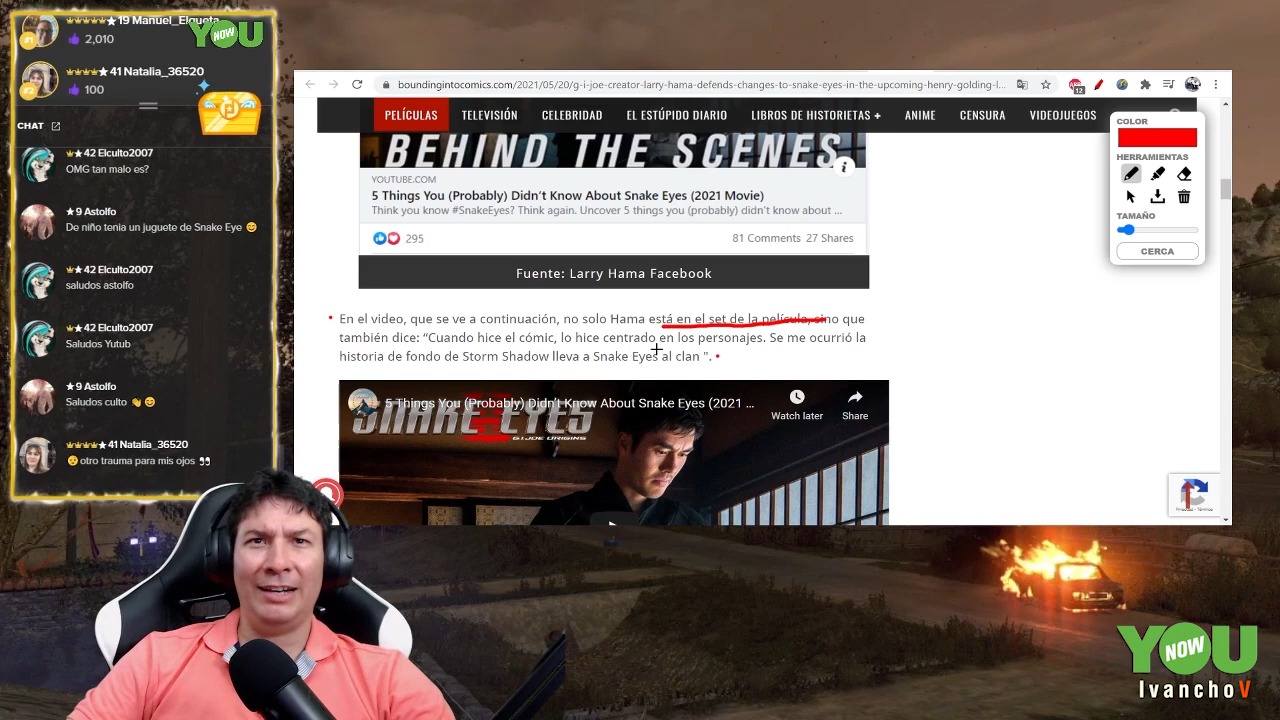 ★19 Manuel_Elqueta
#1
2,010
YOU
NOW
41 Natalia_36520
#2
100
CHAT
42 Elculto2007
OMG tan malo es?
★9 Astolfo
De niño tenia un juguete de Snake Eye 😊
42 Elculto2007
saludos astolfo
42 Elculto2007
Saludos Yutub
★9 Astolfo
Saludos culto 👏 😊
41 Natalia_36520
😟otro trauma para mis ojos 👀
boundingintocomics.com/2021/05/20/g-i-joe-creator-larry-hama-defends-changes-to-snake-eyes-in-the-upcoming-henry-golding-l...
12
PELÍCULAS TELEVISIÓN CELEBRIDAD EL ESTÚPIDO DIARIO LIBROS DE HISTORIETAS + ANIME CENSURA VIDEOJUEGOS
BEHIND THE SCENES
YOUTUBE.COM
5 Things You (Probably) Didn't Know About Snake Eyes (2021 Movie)
Think you know #SnakeEyes? Think again. Uncover 5 things you (probably) didn't know about ...
295 81 Comments 27 Shares
Fuente: Larry Hama Facebook
• En el video, que se ve a continuación, no solo Hama está en el set de la película, sino que
también dice: “Cuando hice el cómic, lo hice centrado en los personajes. Se me ocurrió la
historia de fondo de Storm Shadow lleva a Snake Eyes al clan ". •
5 Things You (Probably) Didn't Know About Snake Eyes (2021 ...
Watch later
Share
SNAKE EYES
G.I.JOE ORIGINS
COLOR
HERRAMIENTAS
TAMAÑO
CERCA
YOU
NOW
IvanchoV